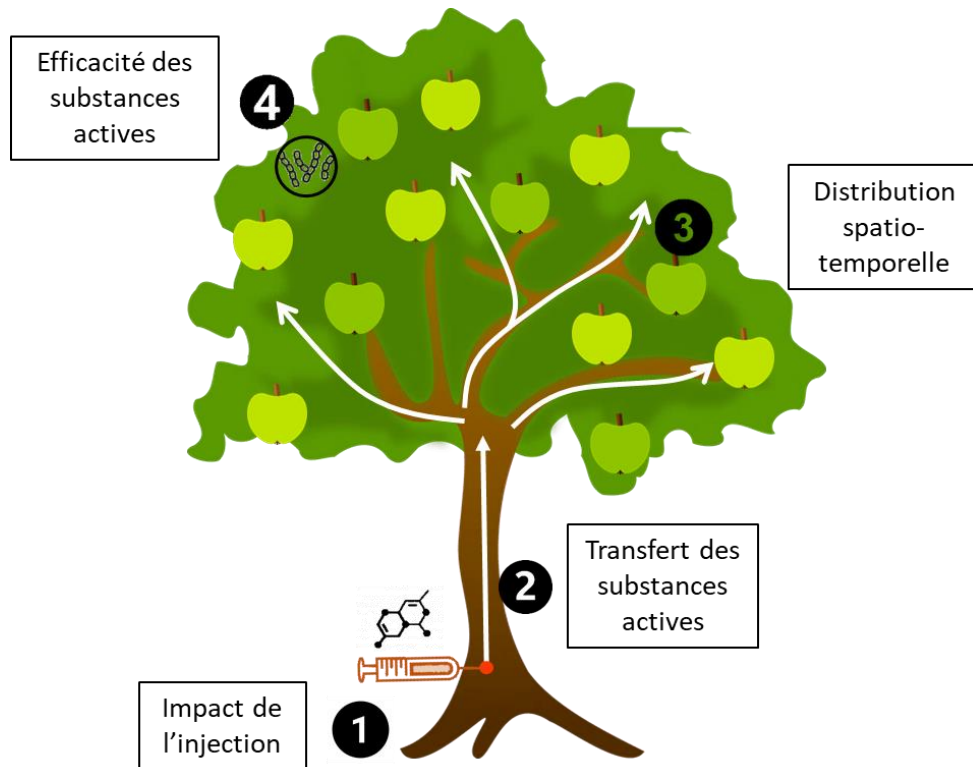 Efficacité des
substances
actives
4
3
Distribution
spatio-
temporelle
2
Transfert des
substances
actives
Impact de
l’injection
1